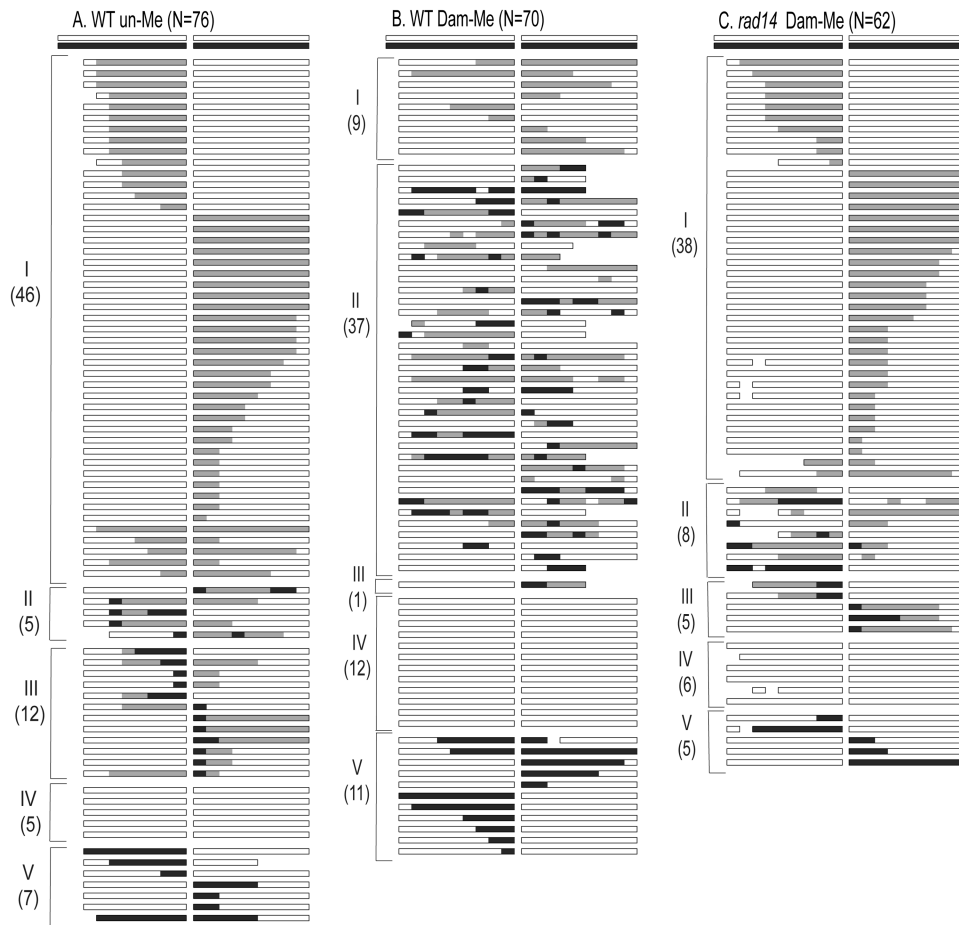 A. WT un-Me (N=76)
I
(46)
II
(5)
III
(12)
IV
(5)
V
(7)
B. WT Dam-Me (N=70)
I
(9)
II
(37)
III
(1)
IV
(12)
V
(11)
C. rad14 Dam-Me (N=62)
I
(38)
II
(8)
III
(5)
IV
(6)
V
(5)